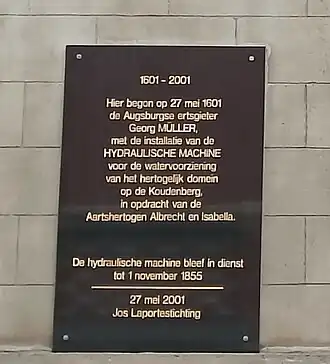 1601 - 2001
Hier begon op 27 mei 1601
de Augsburgse ertsgieter
Georg MÜLLER,
met de installatie van de
HYDRAULISCHE MACHINE
voor de watervoorziening
van het hertogelijk domein
op de Koudenberg,
in opdracht van de
Aartshertogen Albrecht en Isabella.
De hydraulische machine bleef in dienst
tot 1 november 1855
27 mei 2001
Jos Laportestichting